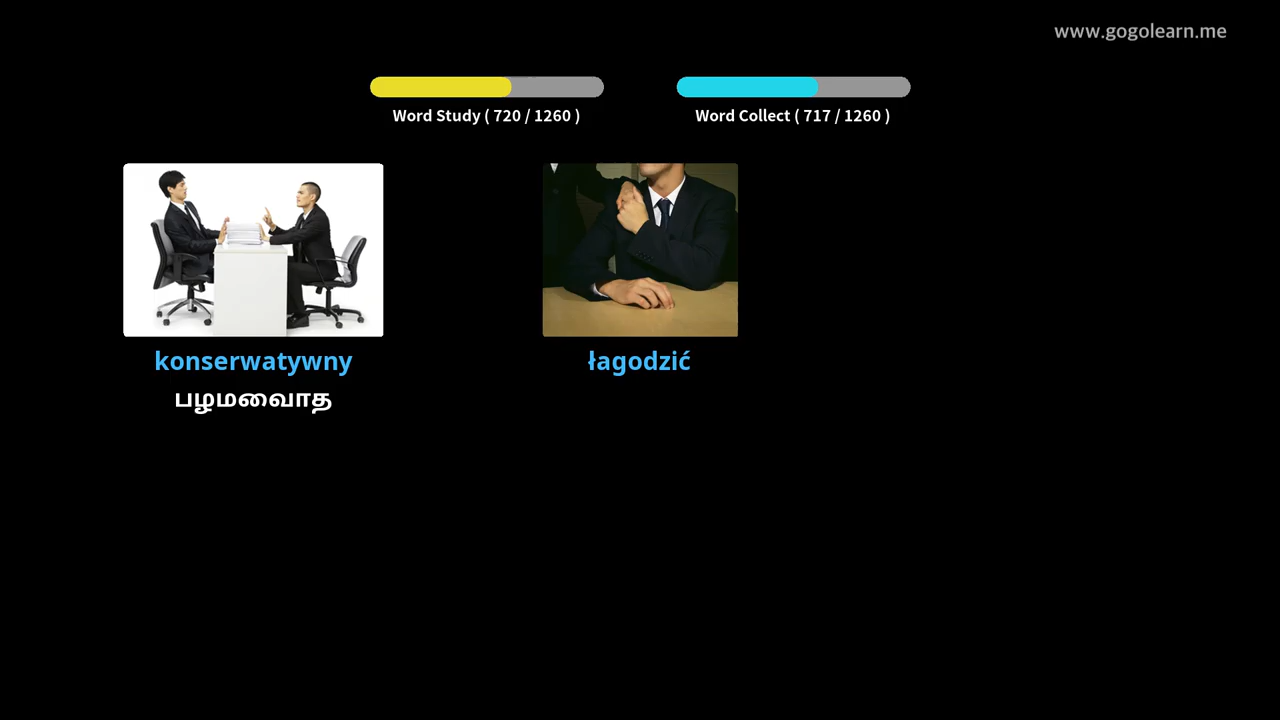 www.gogolearn.me
Word Study ( 720 / 1260 )
Word Collect ( 717 / 1260 )
konserwatywny
பழமைவாத
łagodzić